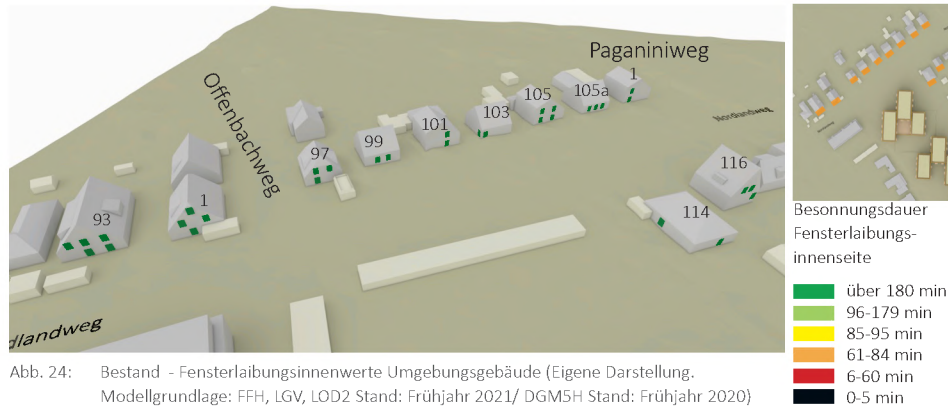 Paganiniweg
Offenbachweg
1
105a
105
103
101
99
97
Nordlandweg
116
114
1
93
dlandweg
Besonnungsdauer
Fensterlaibungs-
innenseite
über 180 min
96-179 min
85-95 min
61-84 min
6-60 min
0-5 min
Abb. 24: Bestand - Fensterlaibungsinnenwerte Umgebungsgebäude (Eigene Darstellung.
Modellgrundlage: FFH, LGV, LOD2 Stand: Frühjahr 2021/ DGM5H Stand: Frühjahr 2020)